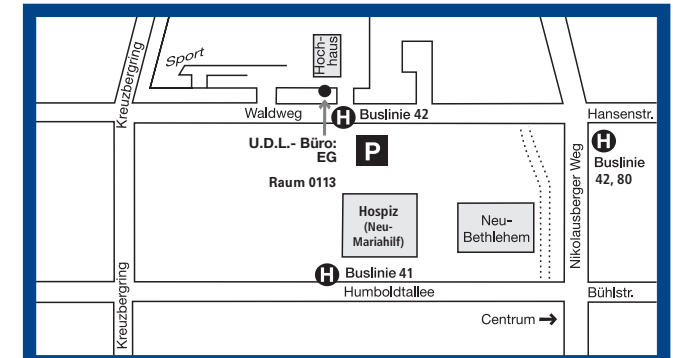 Sport
Hoch-
haus
Kreuzbergring
Waldweg
H Buslinie 42
Hansenstr.
U.D.L.- Büro:
EG
P
H
Buslinie
42, 80
Raum 0113
Nikolausberger Weg
Hospiz
(Neu-
Mariahilf)
Neu-
Bethlehem
H Buslinie 41
Kreuzbergring
Humboldtallee
Bühlstr.
Centrum →